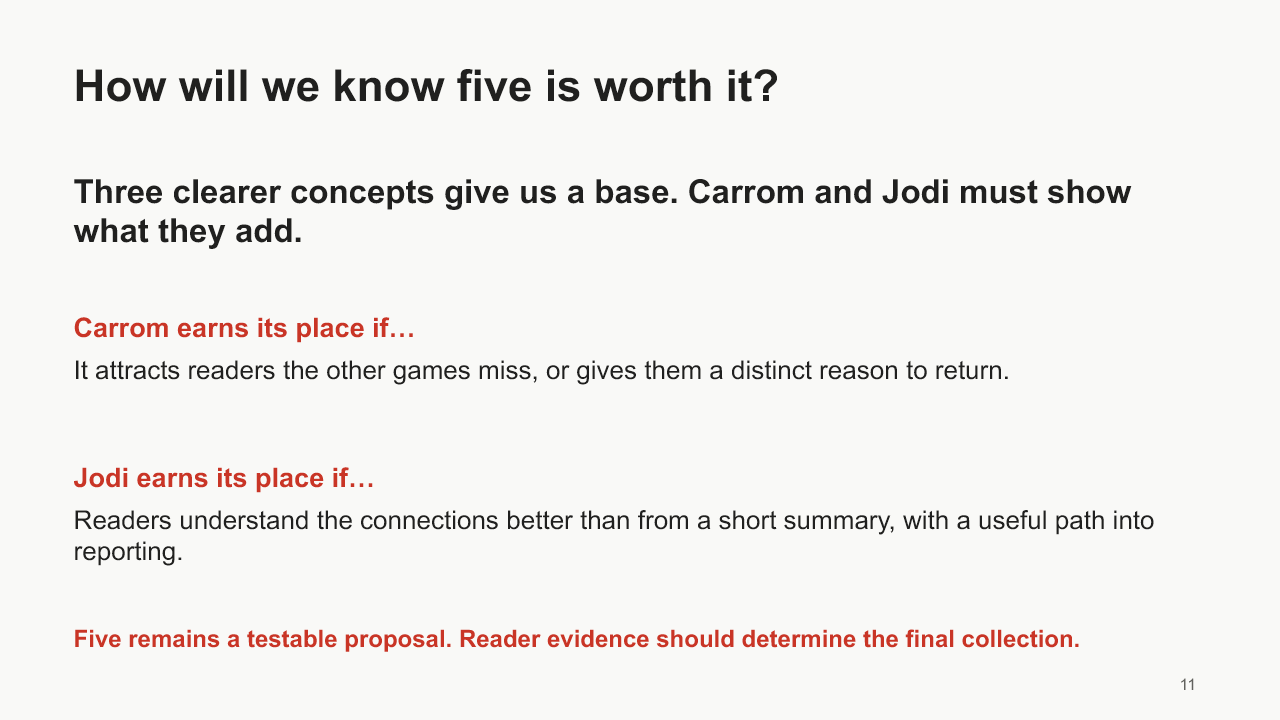 How will we know five is worth it?
Three clearer concepts give us a base. Carrom and Jodi must show
what they add.
Carrom earns its place if…
It attracts readers the other games miss, or gives them a distinct reason to return.
Jodi earns its place if…
Readers understand the connections better than from a short summary, with a useful path into
reporting.
Five remains a testable proposal. Reader evidence should determine the final collection.
11